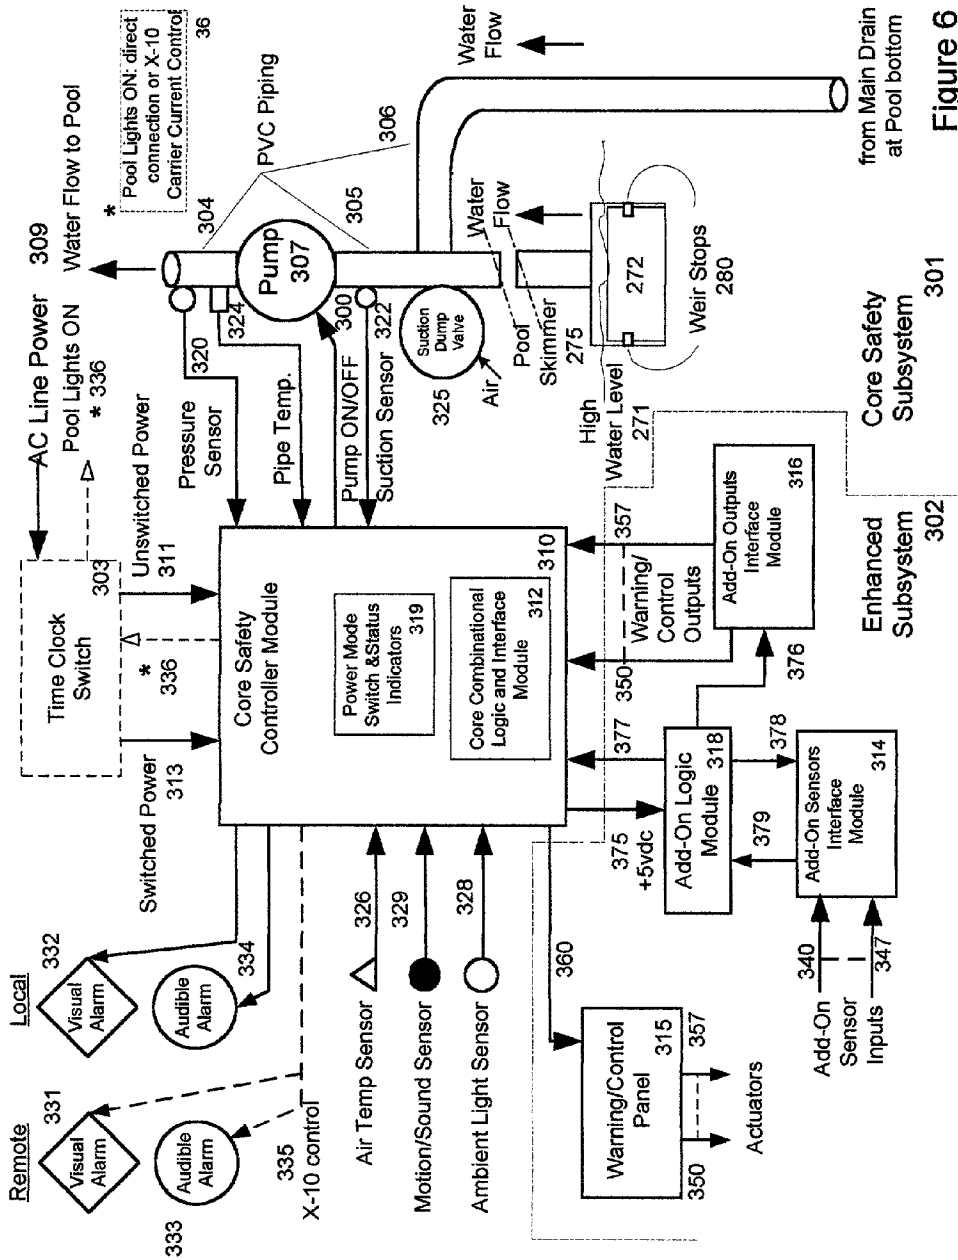 Remote
Local
Visual
Alarm
331
Visual
Alarm
332
Audible
Alarm
333
Audible
Alarm
334
335
X-10 control
Switched Power
313
Time Clock
Switch
303
*
336
Unswitched Power
311
AC Line Power
309
Pool Lights ON
* 336
Water Flow to Pool
*
Pool Lights ON: direct
connection or X-10
Carrier Current Control
36
Pressure
Sensor
320
304
324
Pipe Temp.
Pump
307
300
Pump ON/OFF
PVC Piping
305
306
322
Suction Sensor
Suction
Dump
Valve
325
Air
Water
Flow
Water
Flow
Pool
Skimmer
275
272
Weir Stops
280
High
Water Level
271
from Main Drain
at Pool bottom
Core Safety
Controller Module
Power Mode
Switch &Status
Indicators
319
Core Combinational
Logic and Interface
Module
312
310
Air Temp Sensor
326
Motion/Sound Sensor
329
Ambient Light Sensor
328
360
Warning/Control
Panel
315
350
357
Actuators
375
+5vdc
377
350
357
Warning/
Control
Outputs
Add-On Logic
Module
318
376
Add-On Outputs
Interface
Module
316
378
379
Add-On Sensors
Interface
Module
314
340
347
Add-On
Sensor
Inputs
Core Safety
Subsystem
301
Enhanced
Subsystem
302
Figure 6